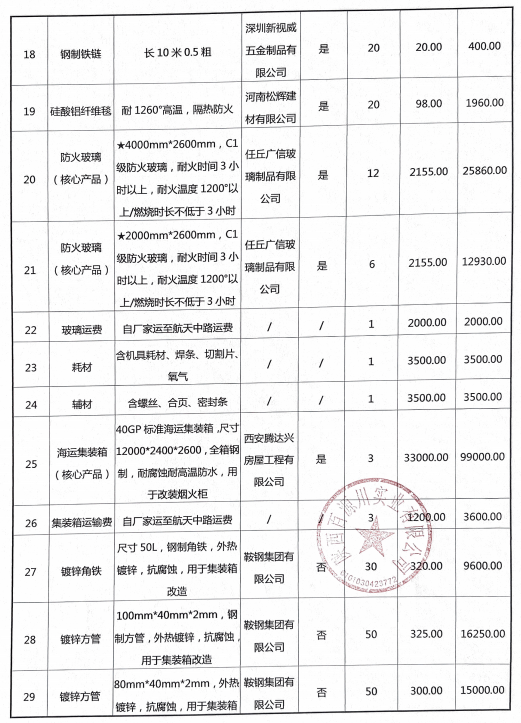 18 钢制铁链 长 10 米 0.5 粗 深圳新视威五金制品有限公司 是 20 20.00 400.00
19 硅酸铝纤维毯 耐 1260°高温，隔热防火 河南松辉建材有限公司 是 20 98.00 1960.00
20 防火玻璃（核心产品） ★4000mm*2600mm，C1级防火玻璃，耐火时间 3 小时以上，耐火温度 1200°以上/燃烧时长不低于 3 小时 任丘广信玻璃制品有限公司 是 12 2155.00 25860.00
21 防火玻璃（核心产品） ★2000mm*2600mm，C1级防火玻璃，耐火时间 3 小时以上，耐火温度 1200°以上/燃烧时长不低于 3 小时 任丘广信玻璃制品有限公司 是 6 2155.00 12930.00
22 玻璃运费 自厂家运至航天中路运费 / / 1 2000.00 2000.00
23 耗材 含机具耗材、焊条、切割片、氧气 / / 1 3500.00 3500.00
24 辅材 含螺丝、合页、密封条 / / 1 3500.00 3500.00
25 海运集装箱（核心产品） 40GP 标准海运集装箱，尺寸12000*2400*2600，全箱钢制，耐腐蚀耐高温防水，用于改装烟火柜 西安腾达兴房屋工程有限公司 是 3 33000.00 99000.00
26 集装箱运输费 自厂家运至航天中路运费 / 3 1200.00 3600.00
27 镀锌角铁 尺寸 50L，钢制角铁，外热镀锌，抗腐蚀，用于集装箱改造 鞍钢集团有限公司 否 30 320.00 9600.00
28 镀锌方管 100mm*40mm*2mm，钢制方管，外热镀锌，抗腐蚀，用于集装箱改造 鞍钢集团有限公司 否 50 325.00 16250.00
29 镀锌方管 80mm*40mm*2mm，外热镀锌，抗腐蚀，用于集装箱 鞍钢集团有限公司 否 50 300.00 15000.00